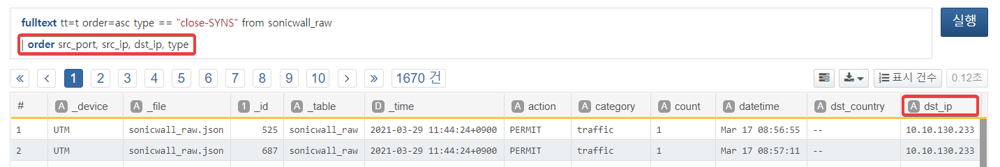 fulltext tt=t order=asc type == "close-SYNS" from sonicwall_raw
실행
| order src_port, src_ip, dst_ip, type
« ‹ 1 2 3 4 5 6 7 8 9 10 › » 1670 건 표시 건수 0.12초
# A _device A _file 1 _id A _table D _time A action A category A count A datetime A dst_country A dst_ip
1 UTM sonicwall_raw.json 525 sonicwall_raw 2021-03-29 11:44:24+0900 PERMIT traffic 1 Mar 17 08:56:55 -- 10.10.130.233
2 UTM sonicwall_raw.json 687 sonicwall_raw 2021-03-29 11:44:24+0900 PERMIT traffic 1 Mar 17 08:57:11 -- 10.10.130.233